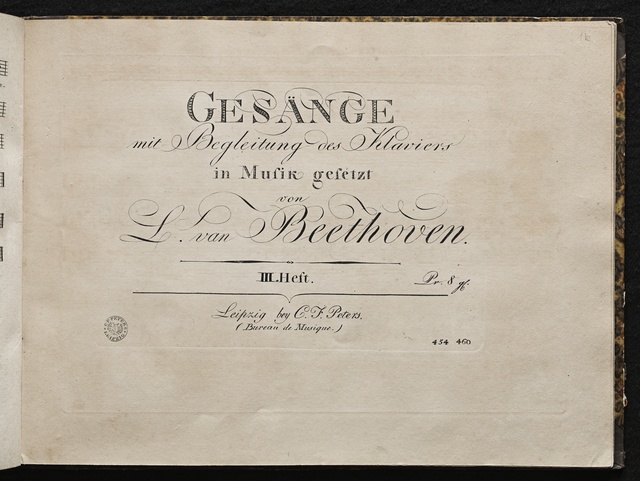 GESÄNGE
mit Begleitung des Klaviers
in Musik gesetzt
von
L. van Beethoven.
III. Heft.
Pr. 8 gr.
Leipzig bey C. F. Peters.
(Bureau de Musique.)
454 460